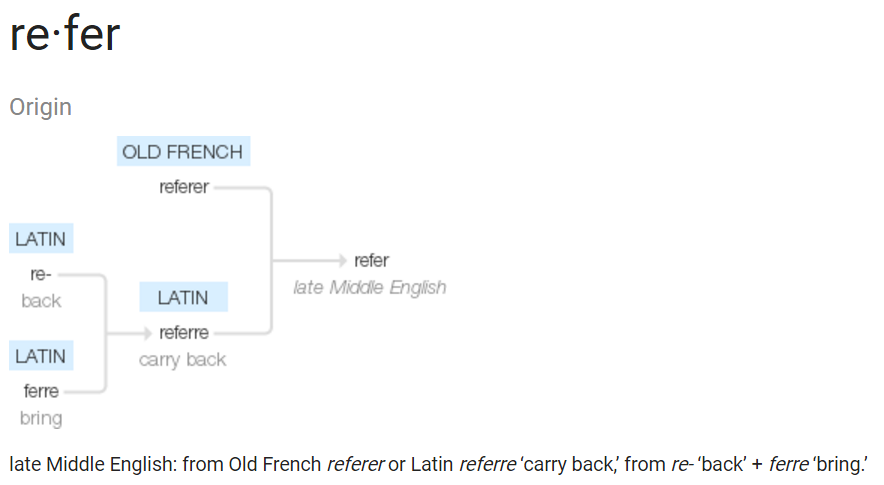 re·fer
Origin
OLD FRENCH
referer
LATIN
re-
back
LATIN
ferre
bring
LATIN
referre
carry back
refer
late Middle English
late Middle English: from Old French referer or Latin referre ‘carry back,’ from re- ‘back’ + ferre ‘bring.’